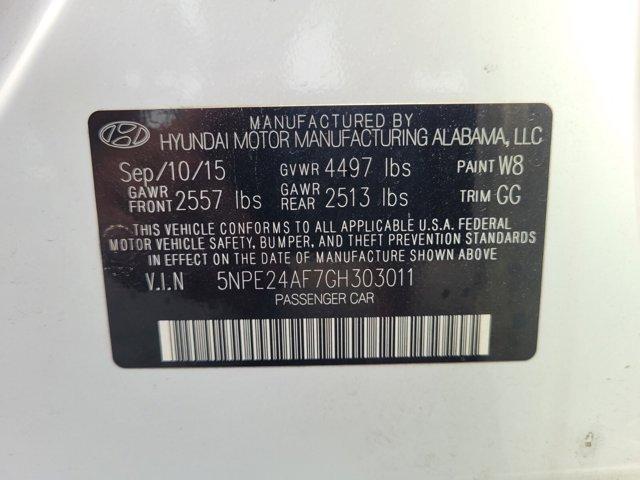 MANUFACTURED BY
HYUNDAI MOTOR MANUFACTURING ALABAMA, LLC
Sep/10/15 GVWR 4497 lbs PAINT W8
GAWR FRONT 2557 lbs GAWR REAR 2513 lbs TRIM GG
THIS VEHICLE CONFORMS TO ALL APPLICABLE U.S.A. FEDERAL
MOTOR VEHICLE SAFETY, BUMPER, AND THEFT PREVENTION STANDARDS
IN EFFECT ON THE DATE OF MANUFACTURE SHOWN ABOVE
V.I.N 5NPE24AF7GH303011
PASSENGER CAR